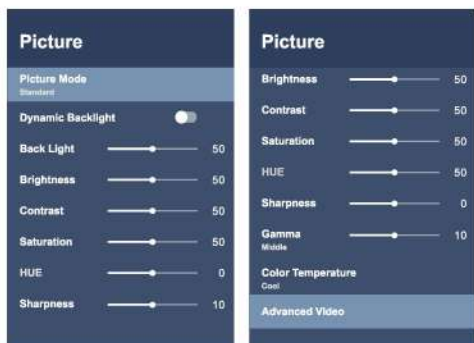 Picture
Picture Mode
Standard
Dynamic Backlight
Back Light 50
Brightness 50
Contrast 50
Saturation 50
HUE 0
Sharpness 10
Picture
Brightness 50
Contrast 50
Saturation 50
HUE 50
Sharpness 0
Gamma 10
Middle
Color Temperature
Cool
Advanced Video